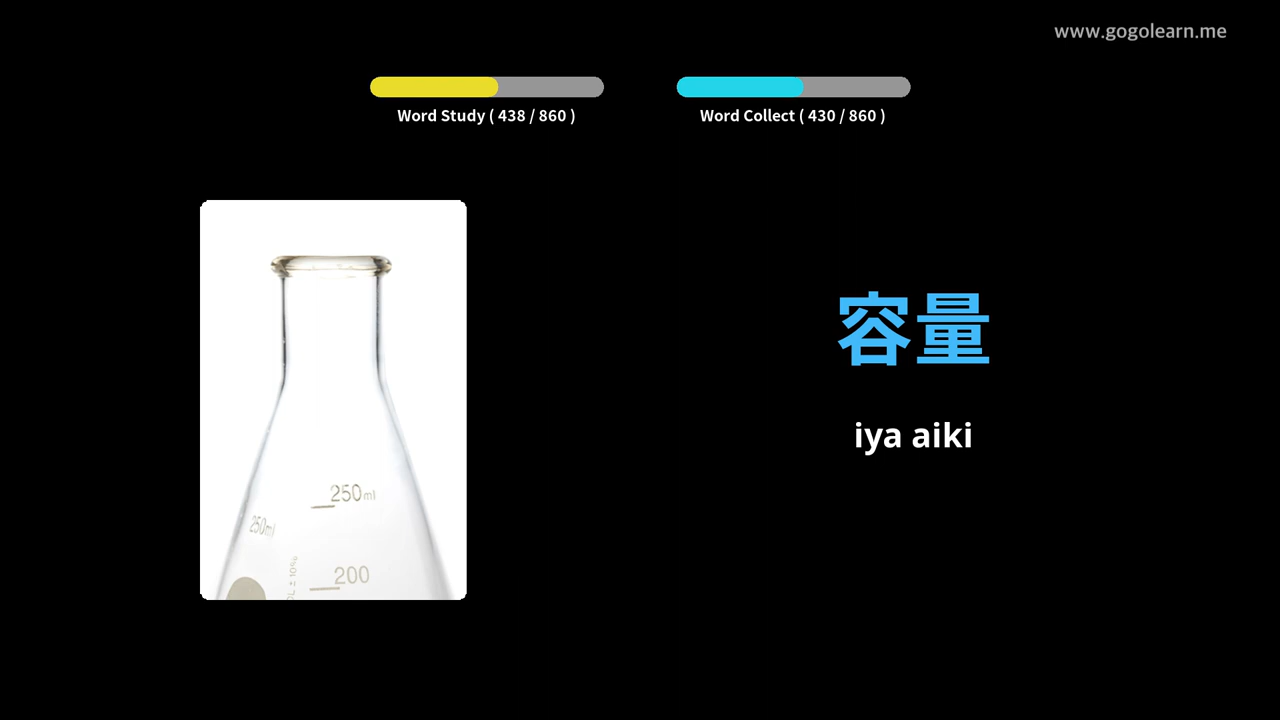 www.gogolearn.me
Word Study ( 438 / 860 )
Word Collect ( 430 / 860 )
容量
iya aiki
250ml
250ml
200